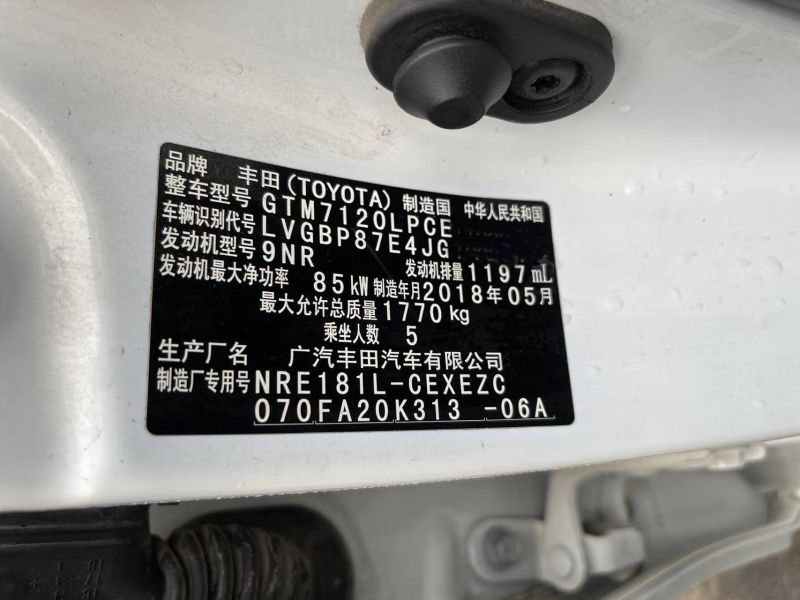 品牌 丰田(TOYOTA) 制造国 中华人民共和国
整车型号 GTM7120LPCE
车辆识别代号 LVGBP87E4JG
发动机型号 9NR 发动机排量 1197mL
发动机最大净功率 85kW 制造年月 2018年05月
最大允许总质量 1770kg
乘坐人数 5
生产厂名 广汽丰田汽车有限公司
制造厂专用号 NRE181L-CEXEZC
070FA20K313 -06A